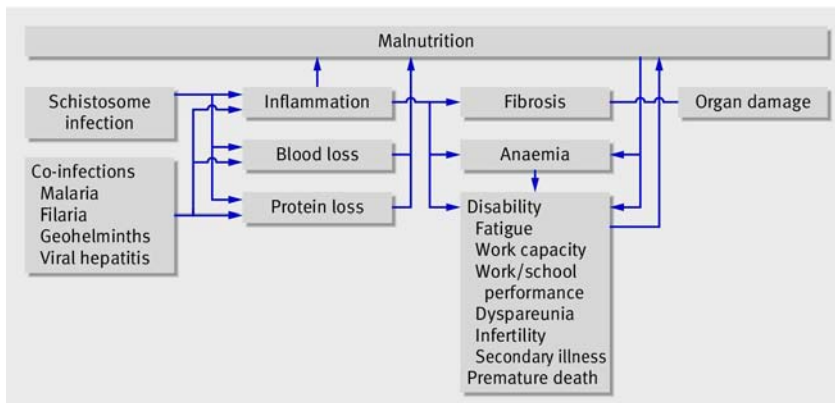 Malnutrition
Schistosome
infection
Inflammation
Fibrosis
Organ damage
Blood loss
Anaemia
Co-infections
Malaria
Filaria
Geohelminths
Viral hepatitis
Protein loss
Disability
Fatigue
Work capacity
Work/school
performance
Dyspareunia
Infertility
Secondary illness
Premature death